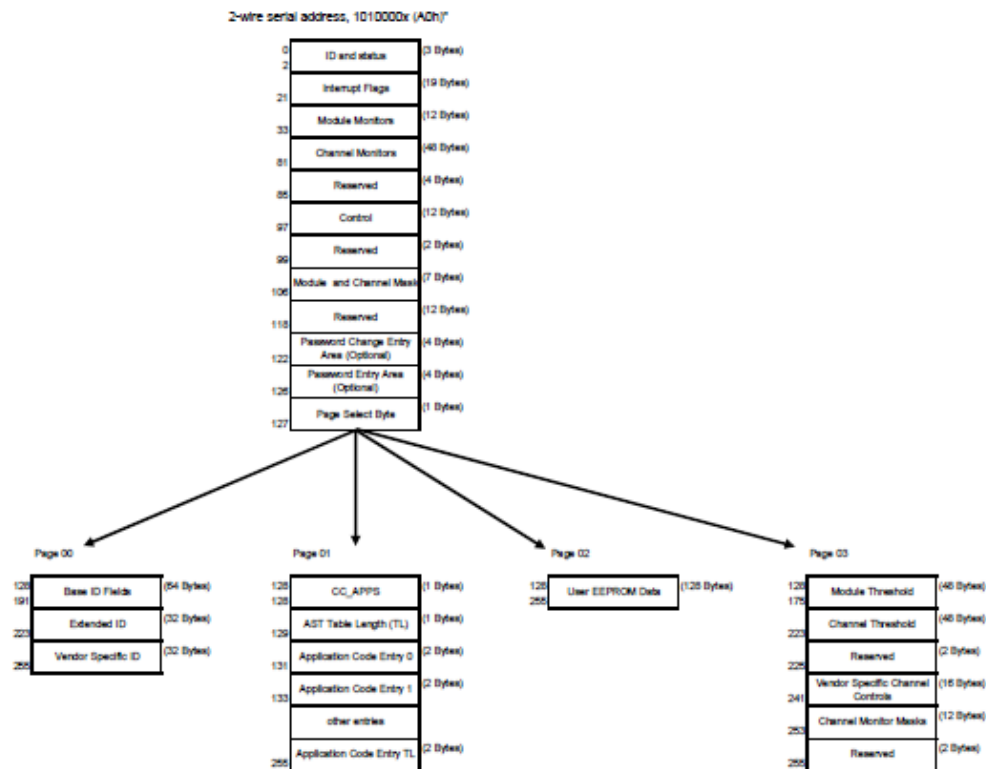 2-wire serial address, 1010000x (A0h)"
0
2
ID and status
(3 Bytes)
21
Interrupt Flags
(19 Bytes)
33
Module Monitors
(12 Bytes)
81
Channel Monitors
(48 Bytes)
85
Reserved
(4 Bytes)
97
Control
(12 Bytes)
99
Reserved
(2 Bytes)
106
Module and Channel Mask
(7 Bytes)
118
Reserved
(12 Bytes)
122
Password Change Entry
Area (Optional)
(4 Bytes)
126
Password Entry Area
(Optional)
(4 Bytes)
127
Page Select Byte
(1 Bytes)
Page 00
128
191
Base ID Fields
(64 Bytes)
223
Extended ID
(32 Bytes)
255
Vendor Specific ID
(32 Bytes)
Page 01
128
128
CC_APPS
(1 Bytes)
129
AST Table Length (TL)
(1 Bytes)
131
Application Code Entry 0
(2 Bytes)
133
Application Code Entry 1
(2 Bytes)
other entries
255
Application Code Entry TL
(2 Bytes)
Page 02
128
255
User EEPROM Data
(128 Bytes)
Page 03
128
175
Module Threshold
(48 Bytes)
223
Channel Threshold
(48 Bytes)
225
Reserved
(2 Bytes)
241
Vendor Specific Channel
Controls
(16 Bytes)
253
Channel Monitor Masks
(12 Bytes)
255
Reserved
(2 Bytes)